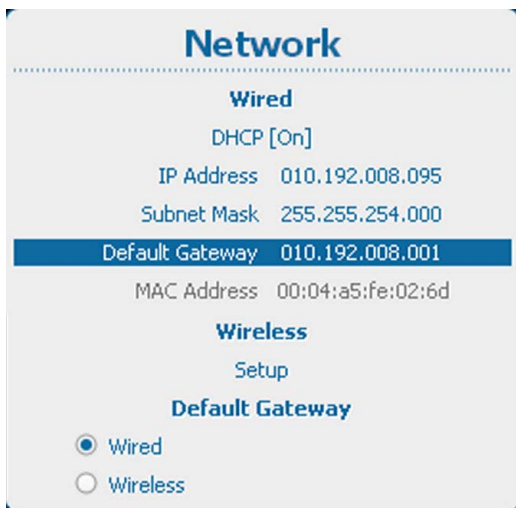 Network
Wired
DHCP [On]
IP Address 010.192.008.095
Subnet Mask 255.255.254.000
Default Gateway 010.192.008.001
MAC Address 00:04:a5:fe:02:6d
Wireless
Setup
Default Gateway
Wired
Wireless